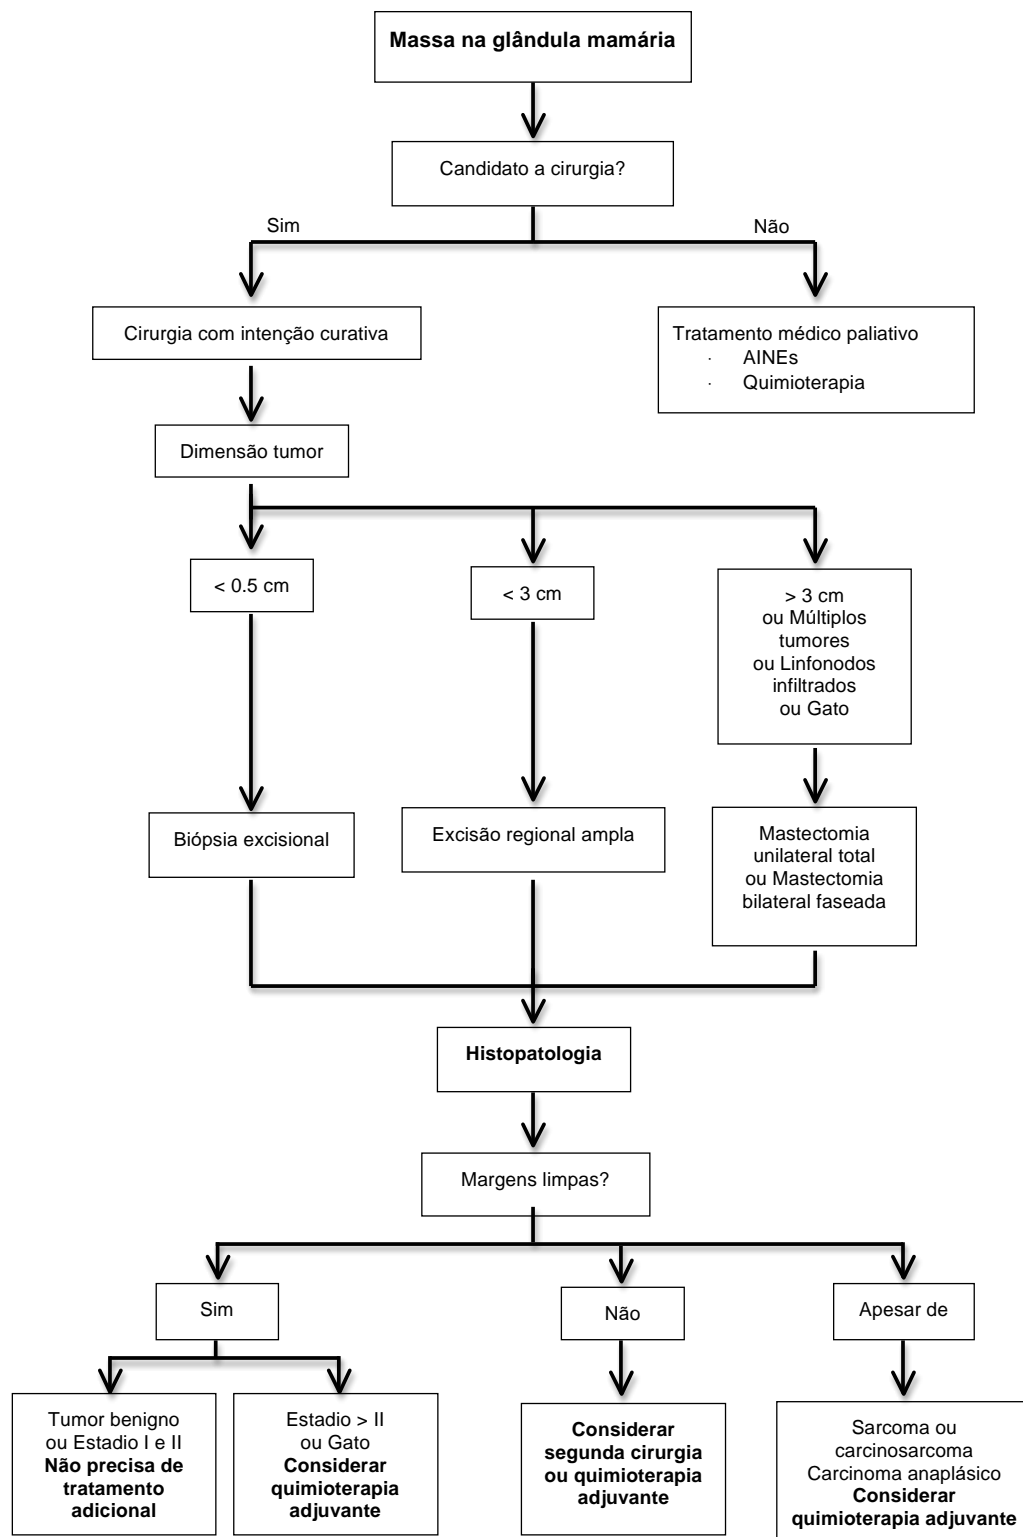 Massa na glândula mamária
Candidato a cirurgia?
Sim
Não
Cirurgia com intenção curativa
Tratamento médico paliativo
· AINEs
· Quimioterapia
Dimensão tumor
< 0.5 cm
< 3 cm
> 3 cm
ou Múltiplos
tumores
ou Linfonodos
infiltrados
ou Gato
Biópsia excisional
Excisão regional ampla
Mastectomia
unilateral total
ou Mastectomia
bilateral faseada
Histopatologia
Margens limpas?
Sim
Não
Apesar de
Tumor benigno
ou Estadio I e II
Não precisa de
tratamento
adicional
Estadio > II
ou Gato
Considerar
quimioterapia
adjuvante
Considerar
segunda cirurgia
ou quimioterapia
adjuvante
Sarcoma ou
carcinosarcoma
Carcinoma anaplásico
Considerar
quimioterapia adjuvante